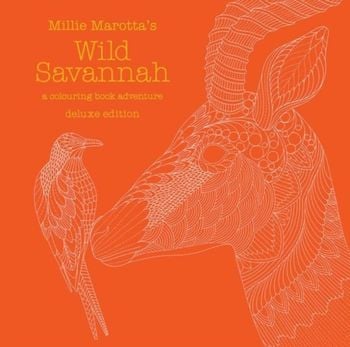 Millie Marotta's
Wild
Savannah
a colouring book adventure
deluxe edition